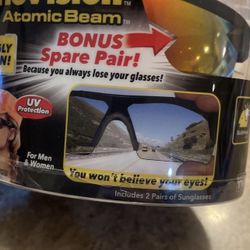 Atomic Beam™
BONUS
Spare Pair!
Because you always lose your glasses!
UV
Protection
For Men
& Women
You won't believe your eyes!
Includes 2 Pairs of Sunglasses